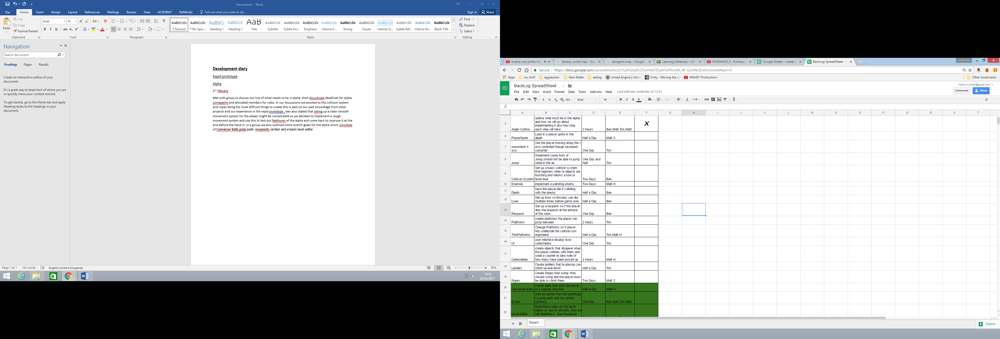 Document1 - Word
File Home Insert Design Layout References Mailings Review View ACROBAT RefWorks Tell me what you want to do... Sign in Share
Paste Cut Copy Format Painter
Arial 10
AaBbCcDc AaBbCcDc AaBbCc AaBbCcD AaB AaBbCcD AaBbCcDc AaBbCcDc AaBbCcDc AaBbCcDc AaBbCcDc AaBbCcDc AABBCCDD AABBCCDE AaBbCcDc
¶ Normal ¶ No Spac... Heading 1 Heading 2 Title Subtitle Subtle Em... Emphasis Intense E... Strong Quote Intense Q... Subtle Ref... Intense Re... Book Title
Find
Replace
Select
Clipboard Font Paragraph Styles Editing
Navigation
Search document
Headings Pages Results
Create an interactive outline of your
document.
It's a great way to keep track of where you are
or quickly move your content around.
To get started, go to the Home tab and apply
Heading styles to the headings in your
document.
Development diary
Rapid prototype
Alpha
2nd febuary
Met with group to discuss out line of what needs to be in alpha .then disucessed deadlines for alpha
comepents and allocated members for roles. In our discussions we pointed to the collision system
and ropes being the most difficult things to create this is past on our past knowledge from other
projects and our experience in the rapid prototype , ben also stated that seting up a clean smooth
movement system for the player might be complicated so we decided to implement a rough
movement system and use this to test out feathures of the alpha and come back to improve it at the
end before the hand in. in a group we also outlined some stretch goals for the alpha which consitese
of Converyer Belts,jump pads ,lowgravity section and a basic level editor.
Page 1 of 1 142 words English (United Kingdom) 90%
15:53
03/02/2017
twenty one pilots: Me fantasy world map - Goo dungeon map - Google S Learning Materials – UFC ROIDHAUS 2 - Funhaus Google Sheets - create a BackLog SpreadSheet - G matthew
Secure https://docs.google.com/spreadsheets/d/15pKQtujRU2SuHXePZhgNTaP0osR8_4K-GxHRkQ5d3mU/edit#gid=0
Apps my shit!! aggression New folder sailing Unreal Engine | Introd Unity - Moving the ca WAHEY Productions - Other bookmarks
BackLog SpreadSheet
matt.p.holmes@gmail.com
File Edit View Insert Format Data Tools Add-ons Help Last edit was yesterday at 13:41
Comments Share
£ % .0 .00 123 Arial 10 B I S A
fx
A B C D E F G H I J K L M N O P Q R S T
outline what must be in the alpha
and how we will go about
implementing it also how long
5 Alaph Outline each step will take 2 Hours Ben,Matt,Tim,Matt x
Load in a player sprite in the
6 PlayerSprite alpah Half a Day Matt.C.
Get the player moving along the x
7 movement X axis.controled though keyboard
axis comands One Day Tim
Implement some form of
8 Jump.should not be able to jump One Day and
Jump while in the air Half Tim
Set up a basic collison system
that registers when to objects are
9 touching and returns a ture or
Collison System fasle bool Two Days Ben
10 Enemies implement a patroling enemy Two Days Matt.H.
have the player die if colliding
11 Death with the enemy Half a Day Ben
Set up lives so the play can die
12 Lives mulitple times before game over Half a Day Ben
Set up a respawn so if the player
13 dies the respawn at the entrace
Respawn of the room One Day Ben
create platforms the player can
14 Platfroms jump between 2 Hours Tim
Change Platforms so if player
15 hits underside the collison isnt
ThinPlatforms registered Half a Day Tim,Matt.H.
user interface display lives
16 UI collectables One Day Tim
create objects that disapear when
17 the player collides with them and
creat a counter to take note of
Collectables how many have been picked up 2 Hours Matt.H.
Create ladders that te playing can
18 Ladders climb up and down Half a Day Tim
Create Ropes that swing .they
19 should swing and the player must
Ropes be able to climb them Two Days Matt.C.
Create pads that oush the player
20 Converyer Belts in a sepcific direction Half a Day Matt.H.
Add our extras from the prototype
21 i.e jump pads and low gravity
Extras sections One Day Ben,Matt,Tim,Matt
BrainStorm ideas for the level
22 editor i.e. how it will work ,how we
Level Editor will implente it , how the player
Sheet1
Explore